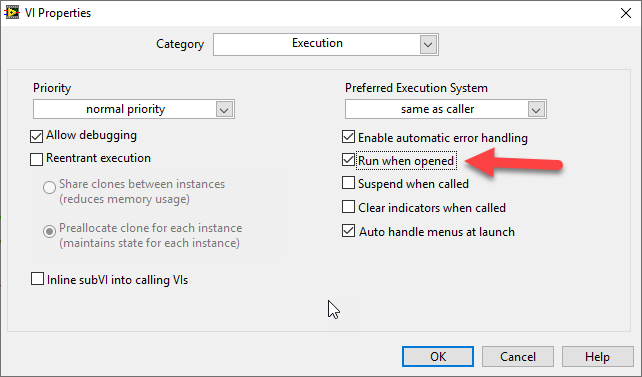 VI Properties
Category
Execution
Priority
normal priority
Allow debugging
Reentrant execution
Share clones between instances
(reduces memory usage)
Preallocate clone for each instance
(maintains state for each instance)
Inline subVI into calling VIs
Preferred Execution System
same as caller
Enable automatic error handling
Run when opened
Suspend when called
Clear indicators when called
Auto handle menus at launch
OK
Cancel
Help